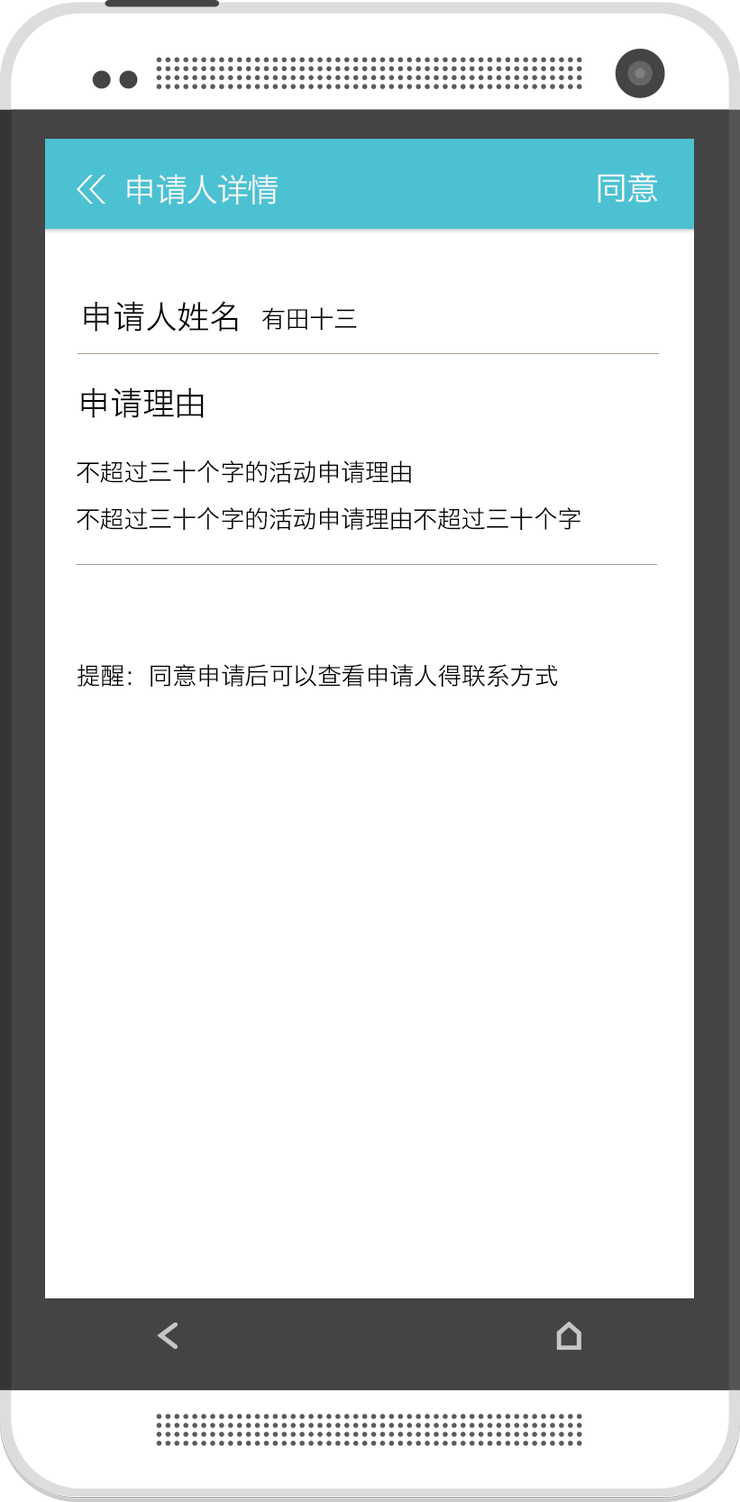 申请人详情 同意
申请人姓名 有田十三
申请理由
不超过三十个字的活动申请理由
不超过三十个字的活动申请理由不超过三十个字
提醒：同意申请后可以查看申请人得联系方式